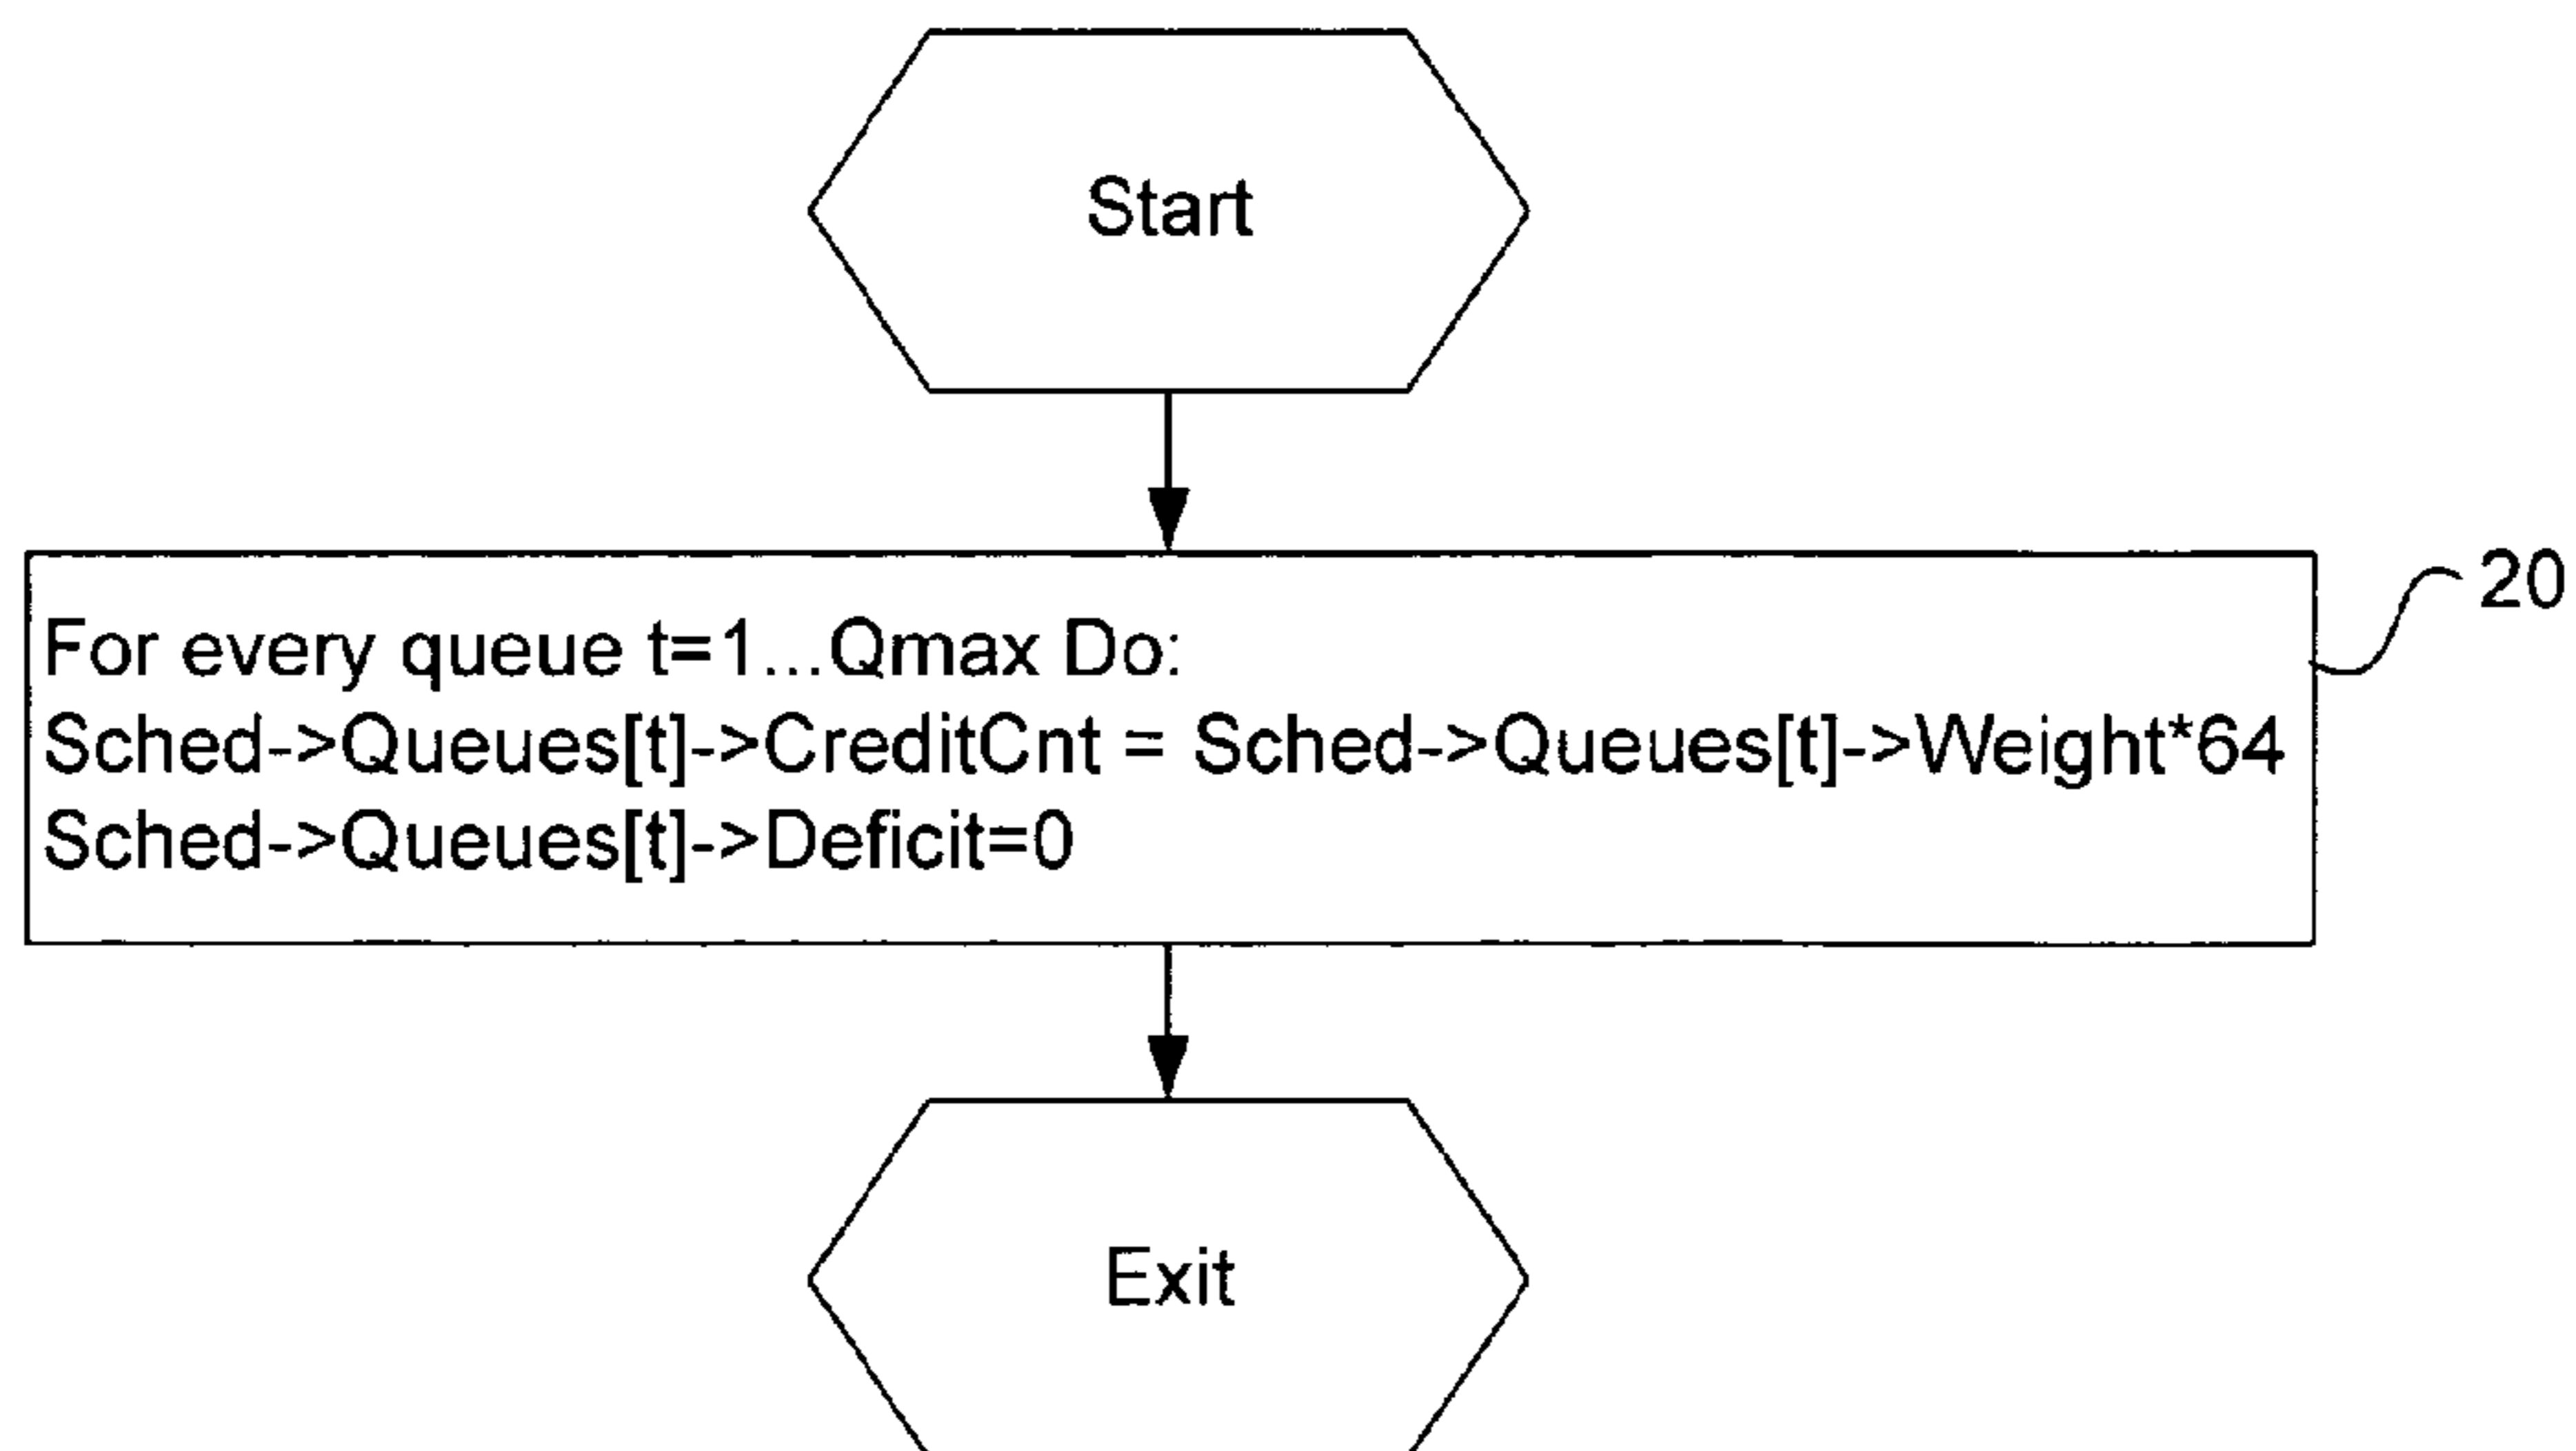 Start
20
For every queue t=1...Qmax Do:
Sched->Queues[t]->CreditCnt = Sched->Queues[t]->Weight*64
Sched->Queues[t]->Deficit=0
Exit